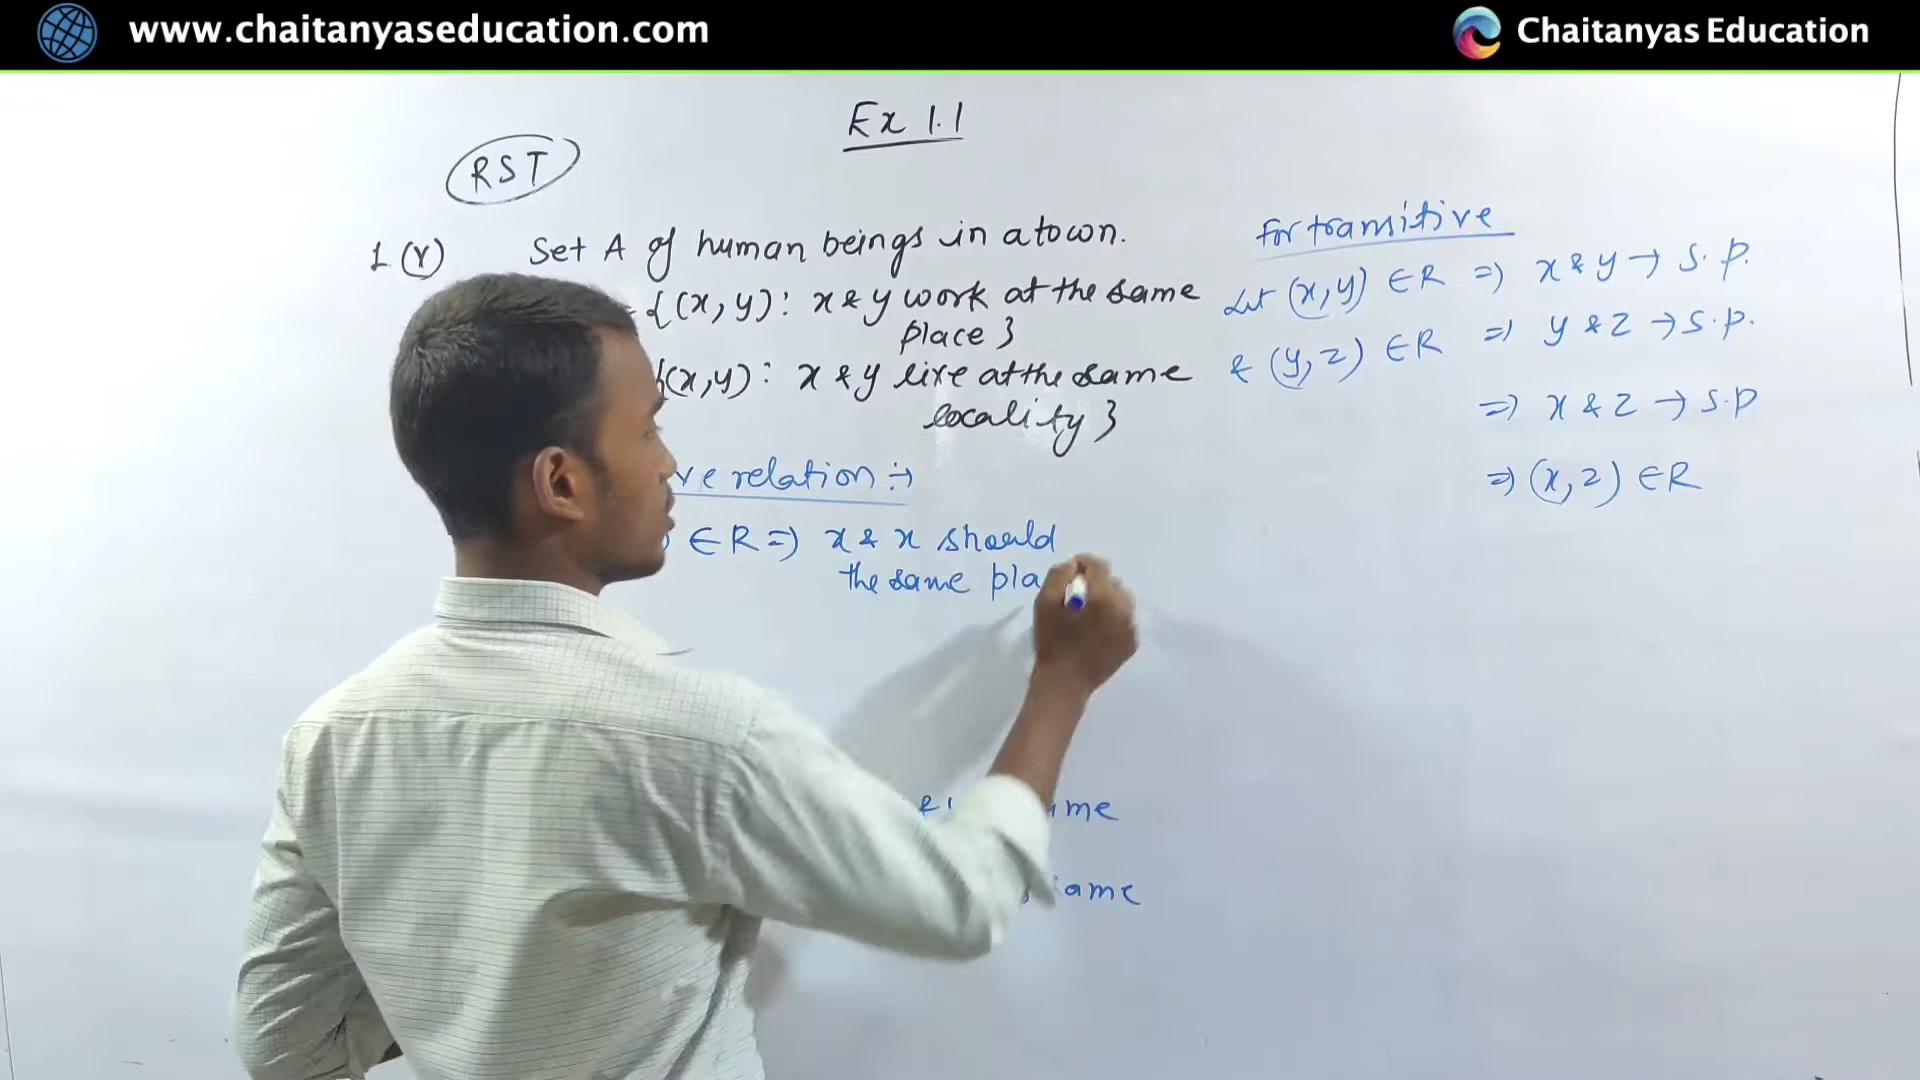 www.chaitanyaseducation.com
Chaitanyas Education
Ex 1.1
RST
1 (v) Set A of human beings in a town.
= {(x, y): x & y work at the same
place }
{(x,y): x & y live at the same
locality }
ve relation :→
∈ R ⇒ x & x should
the same pla
ame
same
For transitive
Let (x,y) ∈ R ⇒ x & y → s.p.
& (y,z) ∈ R ⇒ y & z → s.p.
⇒ x & z → s.p
⇒ (x,z) ∈ R